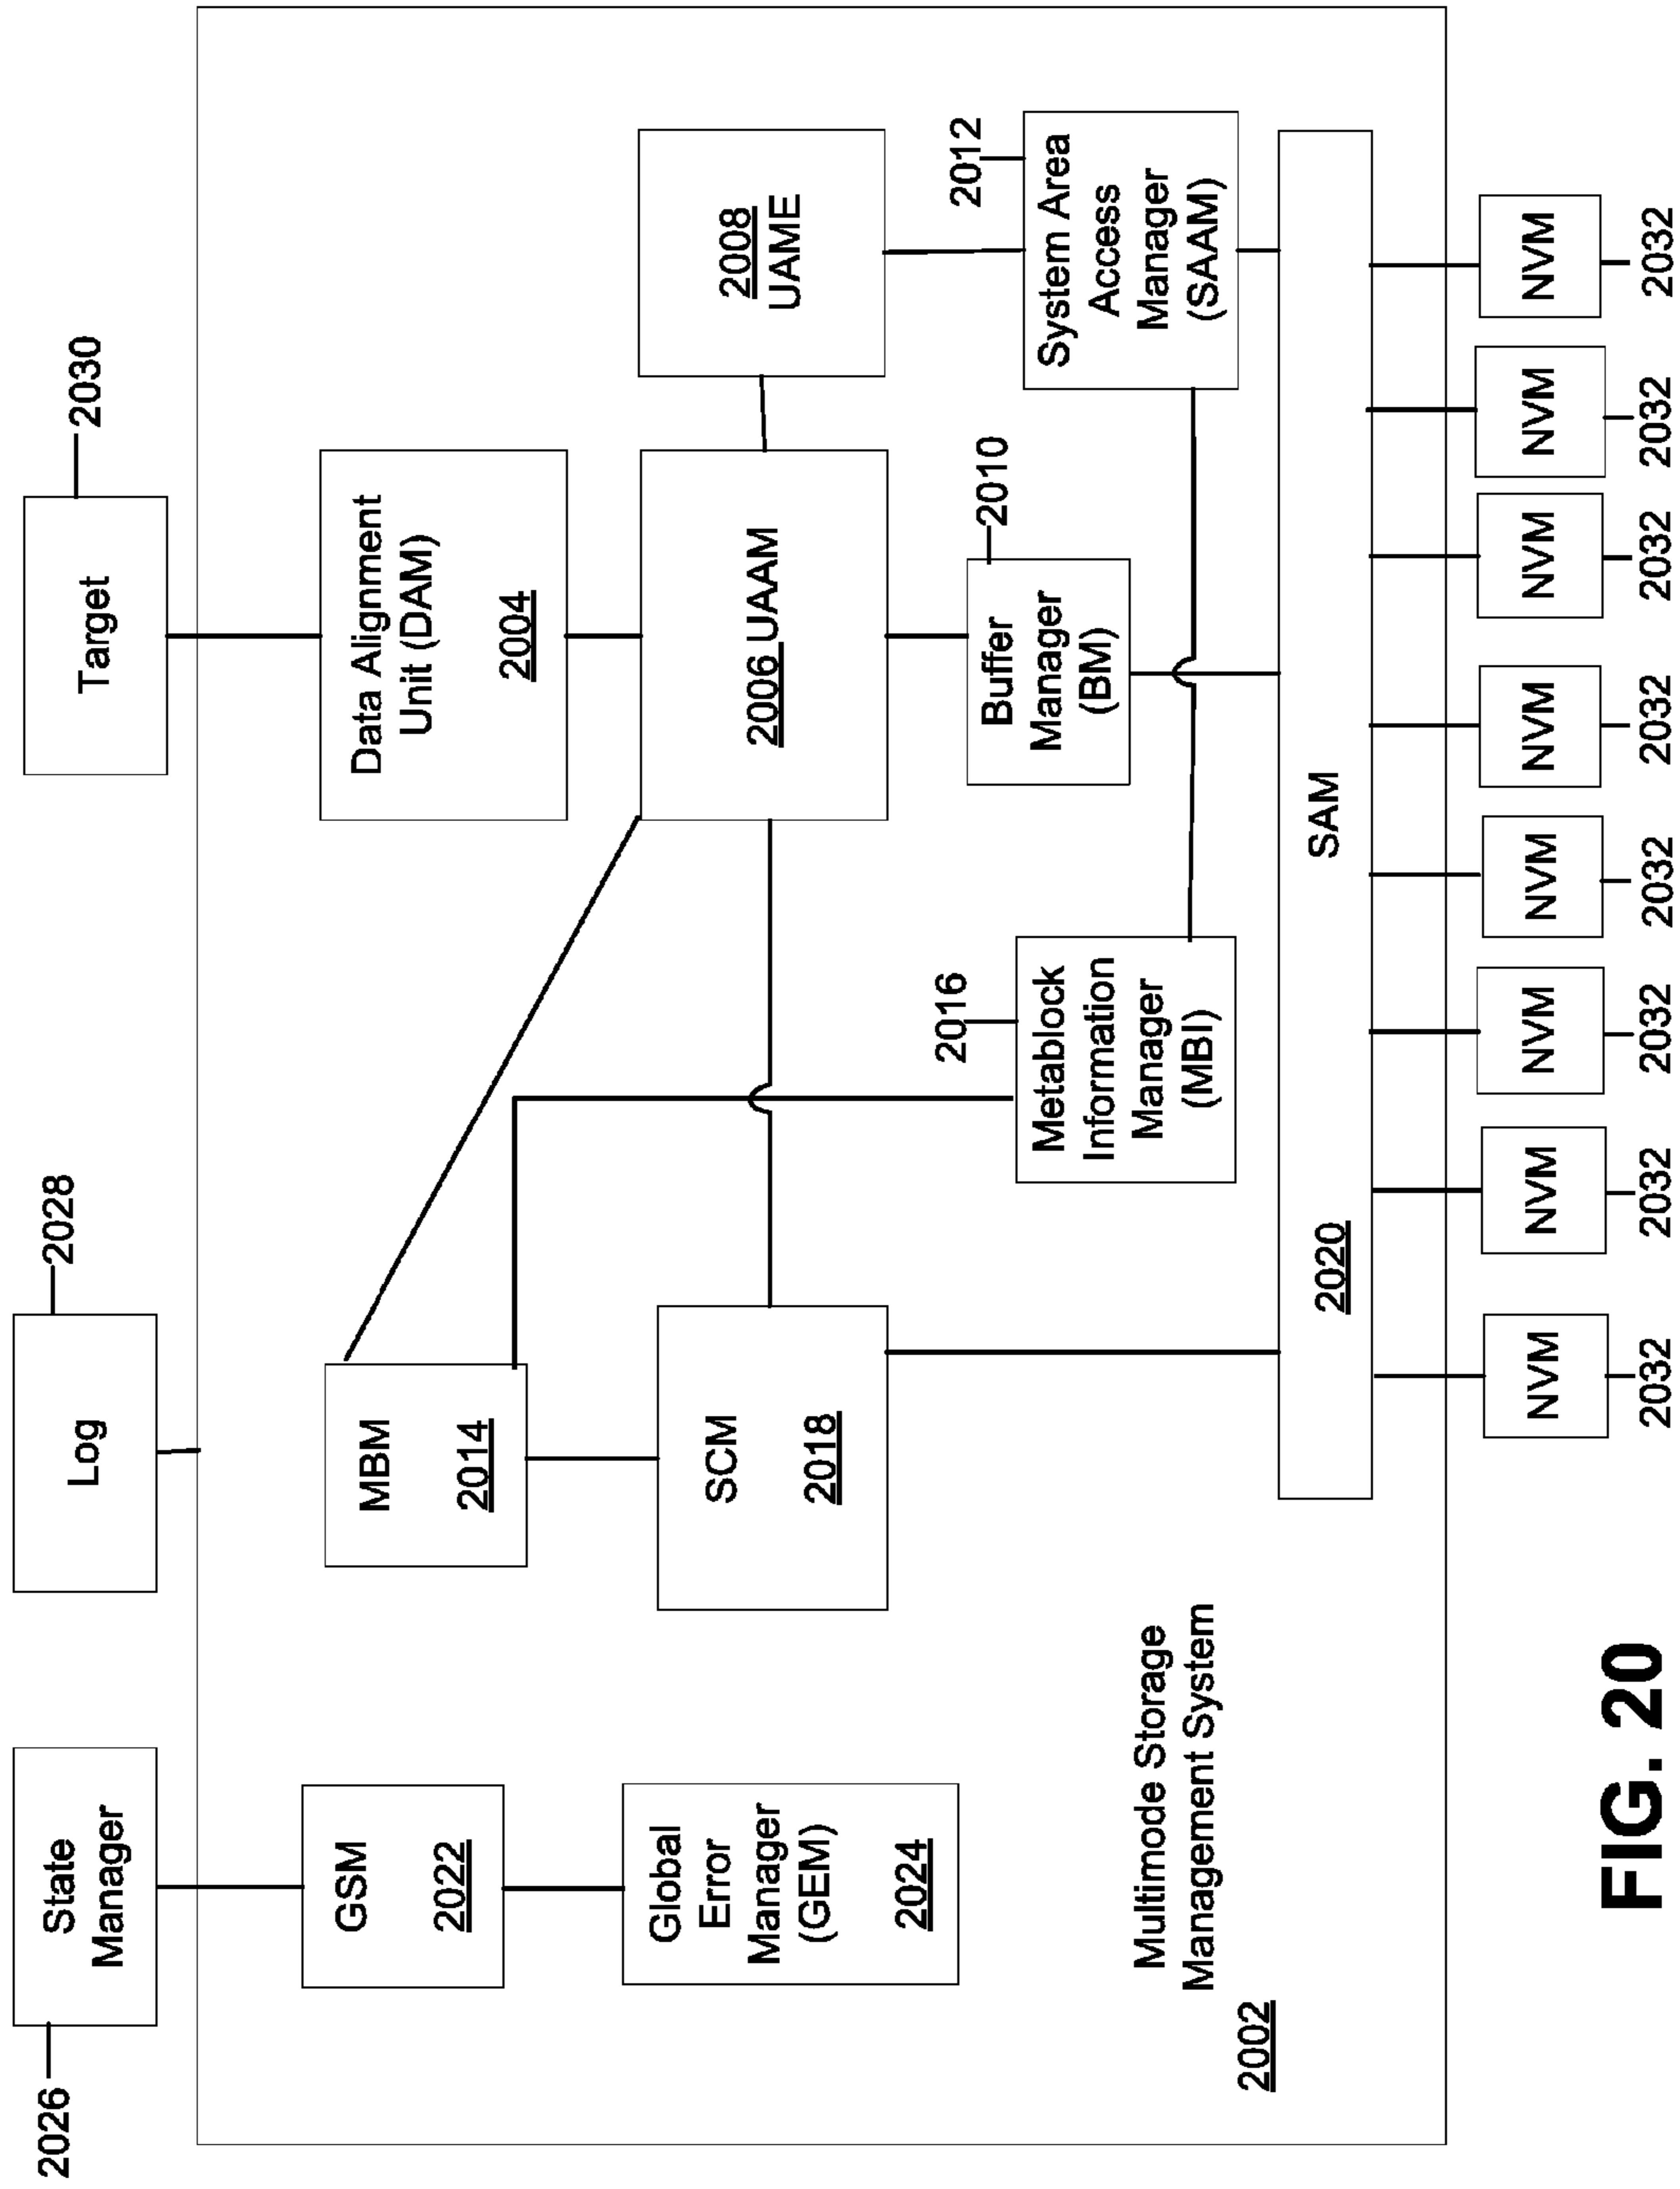 2026
State
Manager
Log
2028
Target
2030
GSM
2022
MBM
2014
Data Alignment
Unit (DAM)
2004
Global
Error
Manager
(GEM)
2024
SCM
2018
2006 UAAM
2008
UAME
2016
Metablock
Information
Manager
(MBI)
2010
Buffer
Manager
(BM)
2012
System Area
Access
Manager
(SAAM)
Multimode Storage
Management System
2002
2020
SAM
NVM
NVM
NVM
NVM
NVM
NVM
NVM
NVM
2032
2032
2032
2032
2032
2032
2032
2032
FIG. 20